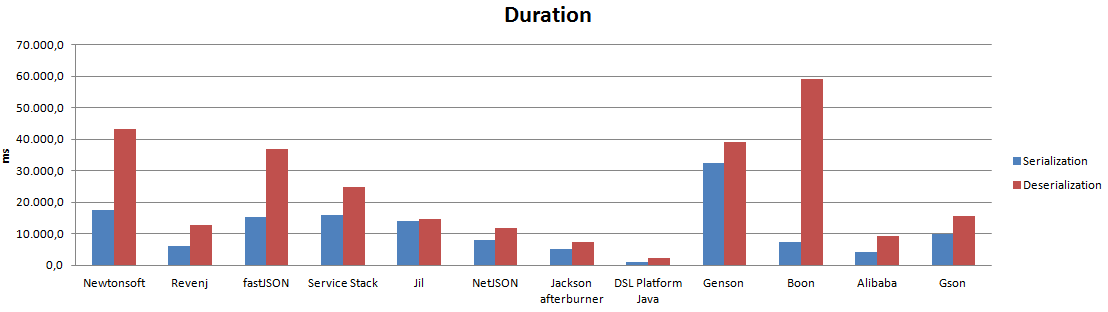 Duration
70.000,0
60.000,0
50.000,0
40.000,0
30.000,0
20.000,0
10.000,0
0,0
ms
Newtonsoft
Revenj
fastJSON
Service Stack
Jil
NetJSON
Jackson
afterburner
DSL Platform
Java
Genson
Boon
Alibaba
Gson
Serialization
Deserialization